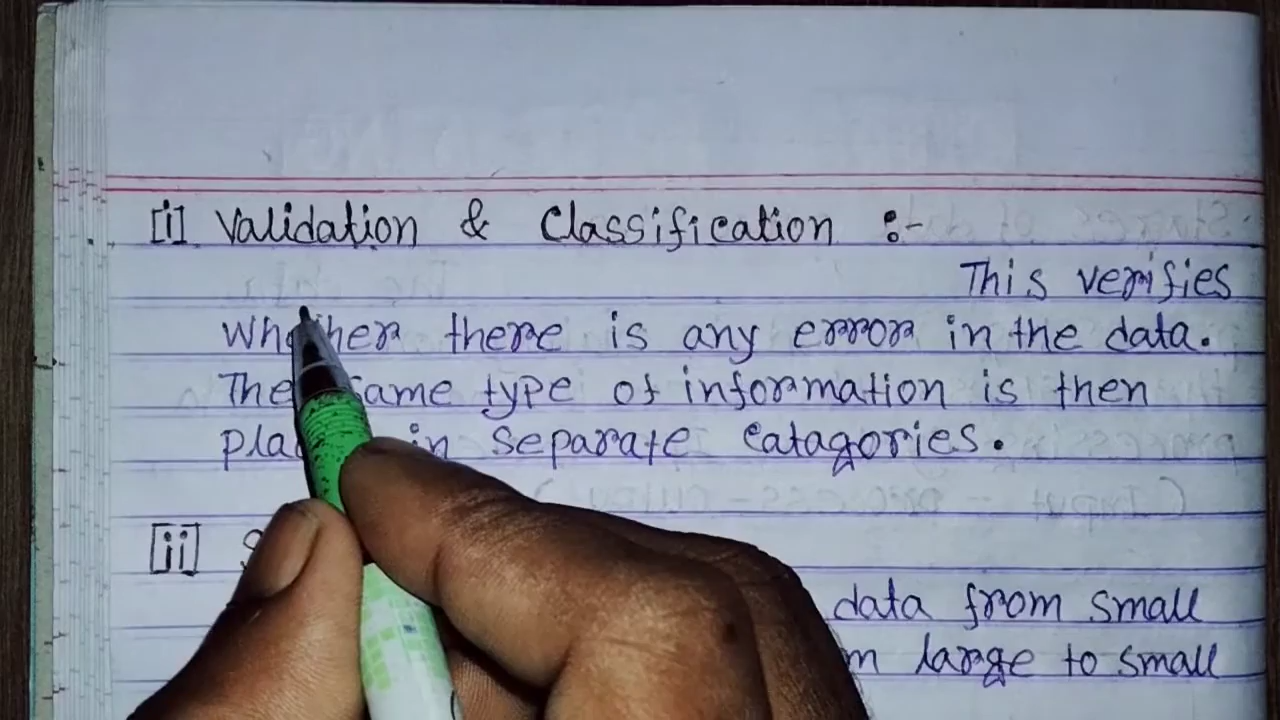 [i] Validation & Classification :-
This verifies
there is any error in the data.
The same type of information is then
in separate catagories.
[ii]
data from small
large to small